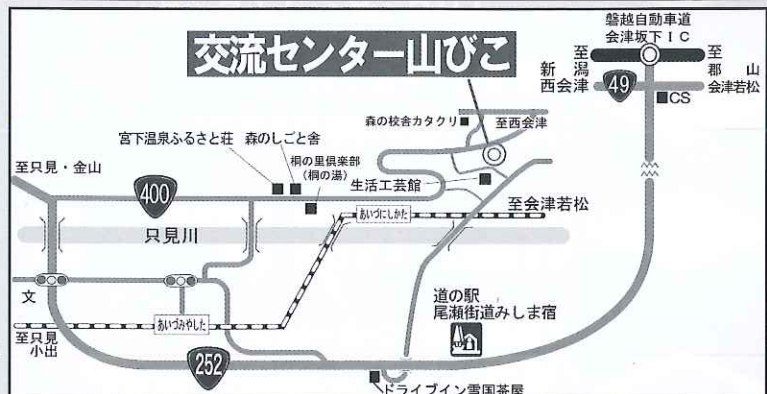 磐越自動車道
会津坂下IC
至
新潟
西会津
至
郡山
会津若松
49
CS
交流センター山びこ
森の校舎カタクリ
至西会津
宮下温泉ふるさと荘
森のしごと舎
桐の里倶楽部
(桐の湯)
生活工芸館
至只見・金山
400
あいづにしかた
至会津若松
只見川
文
あいづみやした
至只見
小出
道の駅
尾瀬街道みしま宿
252
ドライブイン雪国茶屋